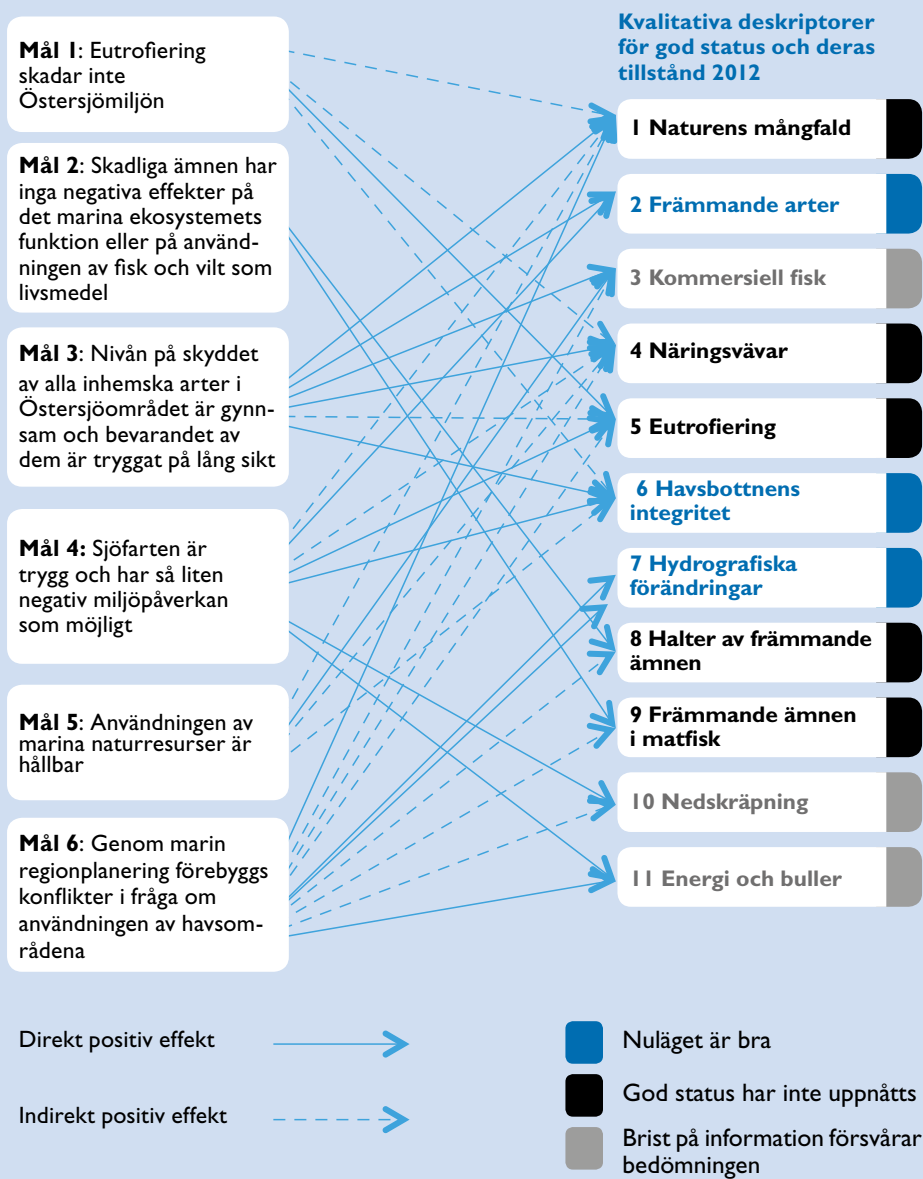 Mål 1: Eutrofiering
skadar inte
Östersjömiljön
Mål 2: Skadliga ämnen har
inga negativa effekter på
det marina ekosystemets
funktion eller på använd-
ningen av fisk och vilt som
livsmedel
Mål 3: Nivån på skyddet
av alla inhemska arter i
Östersjöområdet är gynn-
sam och bevarandet av
dem är tryggat på lång sikt
Mål 4: Sjöfarten är
trygg och har så liten
negativ miljöpåverkan
som möjligt
Mål 5: Användningen av
marina naturresurser är
hållbar
Mål 6: Genom marin
regionplanering förebyggs
konflikter i fråga om
användningen av havsom-
rådena
Kvalitativa deskriptorer
för god status och deras
tillstånd 2012
1 Naturens mångfald
2 Främmande arter
3 Kommersiell fisk
4 Näringsvävar
5 Eutrofiering
6 Havsbottnens
integritet
7 Hydrografiska
förändringar
8 Halter av främmande
ämnen
9 Främmande ämnen
i matfisk
10 Nedskräpning
11 Energi och buller
Direkt positiv effekt
Indirekt positiv effekt
Nuläget är bra
God status har inte uppnåtts
Brist på information försvårar
bedömningen